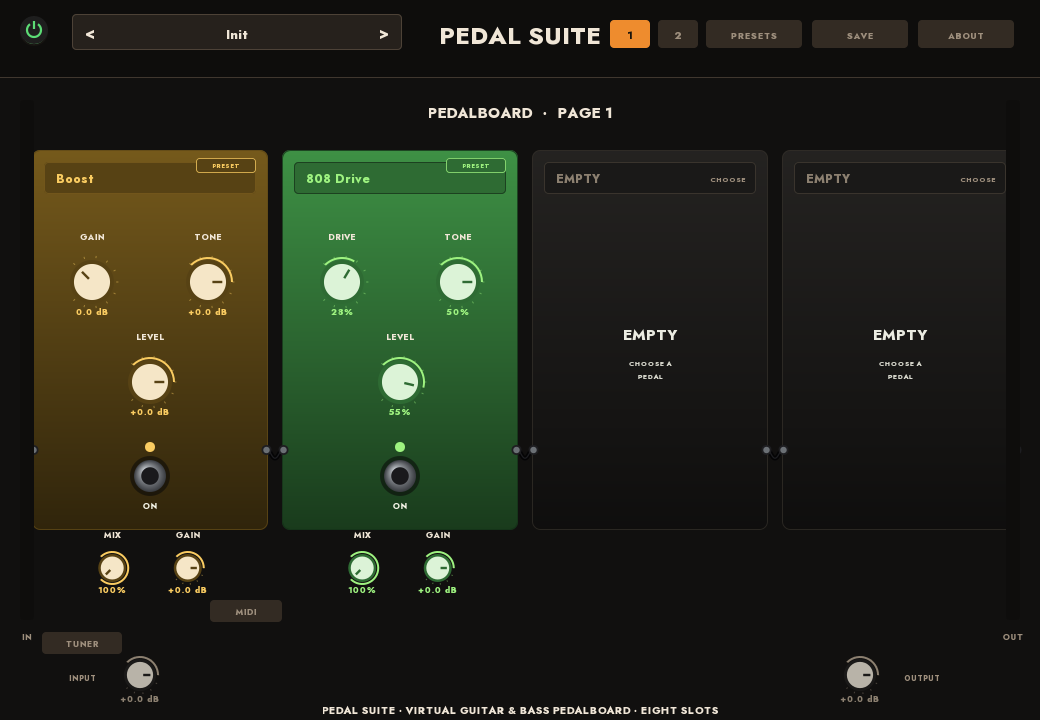 < Init >
PEDAL SUITE 1 2 PRESETS SAVE ABOUT
PEDALBOARD · PAGE 1
PRESET
Boost
GAIN TONE
0.0 dB +0.0 dB
LEVEL
+0.0 dB
ON
MIX GAIN
100% +0.0 dB
PRESET
808 Drive
DRIVE TONE
28% 50%
LEVEL
55%
ON
MIX GAIN
100% +0.0 dB
EMPTY CHOOSE
EMPTY
CHOOSE A
PEDAL
EMPTY CHOOSE
EMPTY
CHOOSE A
PEDAL
MIDI
IN TUNER OUT
INPUT OUTPUT
+0.0 dB +0.0 dB
PEDAL SUITE · VIRTUAL GUITAR & BASS PEDALBOARD · EIGHT SLOTS